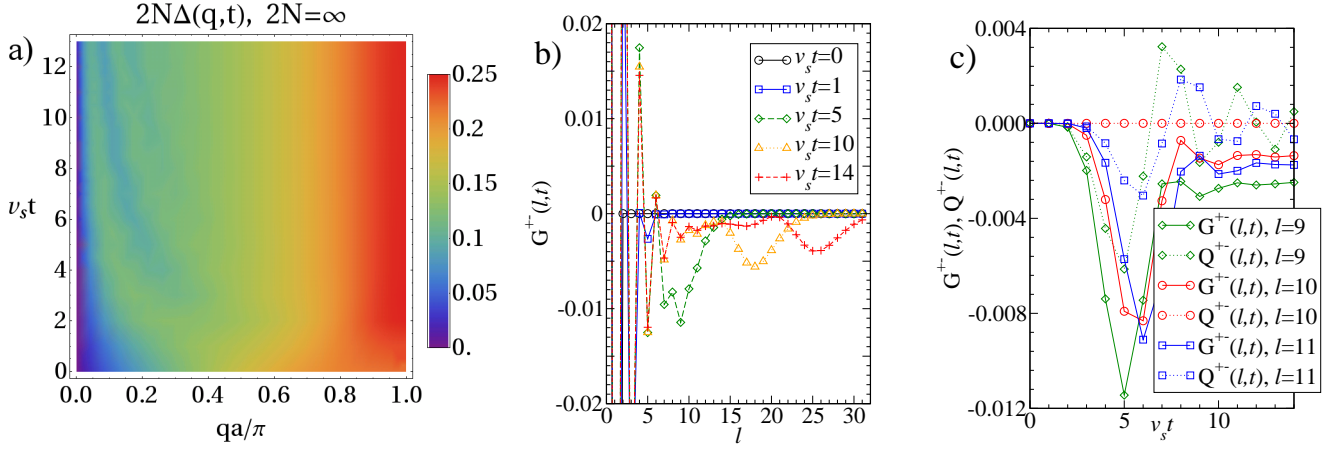 2NΔ(q,t), 2N=∞
a)
12
10
8
6
4
2
0
v_s t
0.0 0.2 0.4 0.6 0.8 1.0
qa/π
0.25
0.20
0.15
0.10
0.05
0.
b)
0.02
0.01
0
-0.01
-0.02
G^{+-}(l,t)
v_s t=0
v_s t=1
v_s t=5
v_s t=10
v_s t=14
0 5 10 15 20 25 30
l
c)
0.004
0.000
-0.004
-0.008
-0.012
G^{+-}(l,t), Q^{+-}(l,t)
G^{+-}(l,t), l=9
Q^{+-}(l,t), l=9
G^{+-}(l,t), l=10
Q^{+-}(l,t), l=10
G^{+-}(l,t), l=11
Q^{+-}(l,t), l=11
0 5 10
v_s t